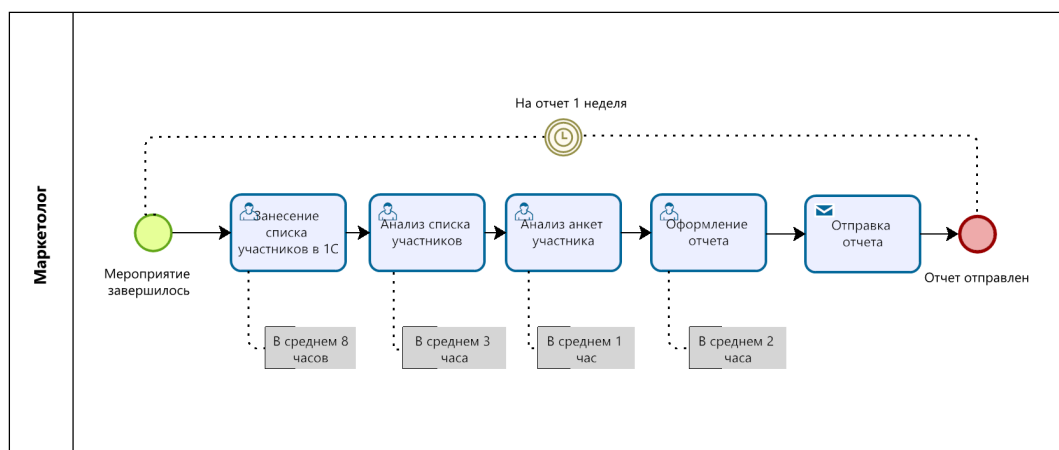 Маркетолог
На отчет 1 неделя
Мероприятие
завершилось
Занесение
списка
участников в 1С
Анализ списка
участников
Анализ анкет
участника
Оформление
отчета
Отправка
отчета
Отчет отправлен
В среднем 8
часов
В среднем 3
часа
В среднем 1
час
В среднем 2
часа